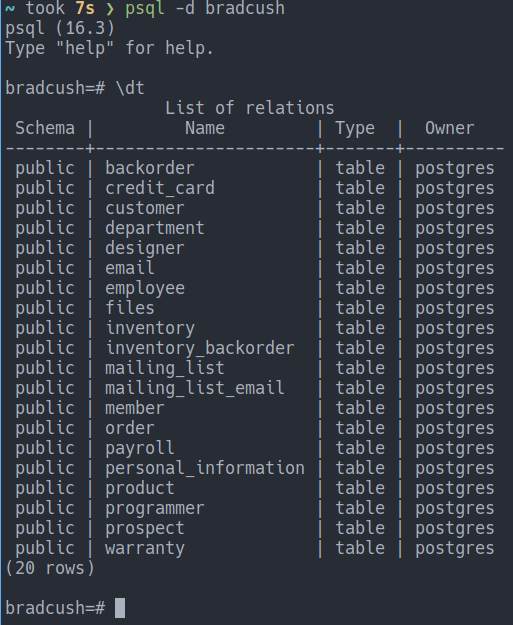 ~ took 7s ❯ psql -d bradcush
psql (16.3)
Type "help" for help.

bradcush=# \dt
                List of relations
 Schema |         Name         | Type  |  Owner
--------+----------------------+-------+----------
 public | backorder            | table | postgres
 public | credit_card          | table | postgres
 public | customer             | table | postgres
 public | department           | table | postgres
 public | designer             | table | postgres
 public | email                | table | postgres
 public | employee             | table | postgres
 public | files                | table | postgres
 public | inventory            | table | postgres
 public | inventory_backorder  | table | postgres
 public | mailing_list         | table | postgres
 public | mailing_list_email   | table | postgres
 public | member               | table | postgres
 public | order                | table | postgres
 public | payroll              | table | postgres
 public | personal_information | table | postgres
 public | product              | table | postgres
 public | programmer           | table | postgres
 public | prospect             | table | postgres
 public | warranty             | table | postgres
(20 rows)

bradcush=#